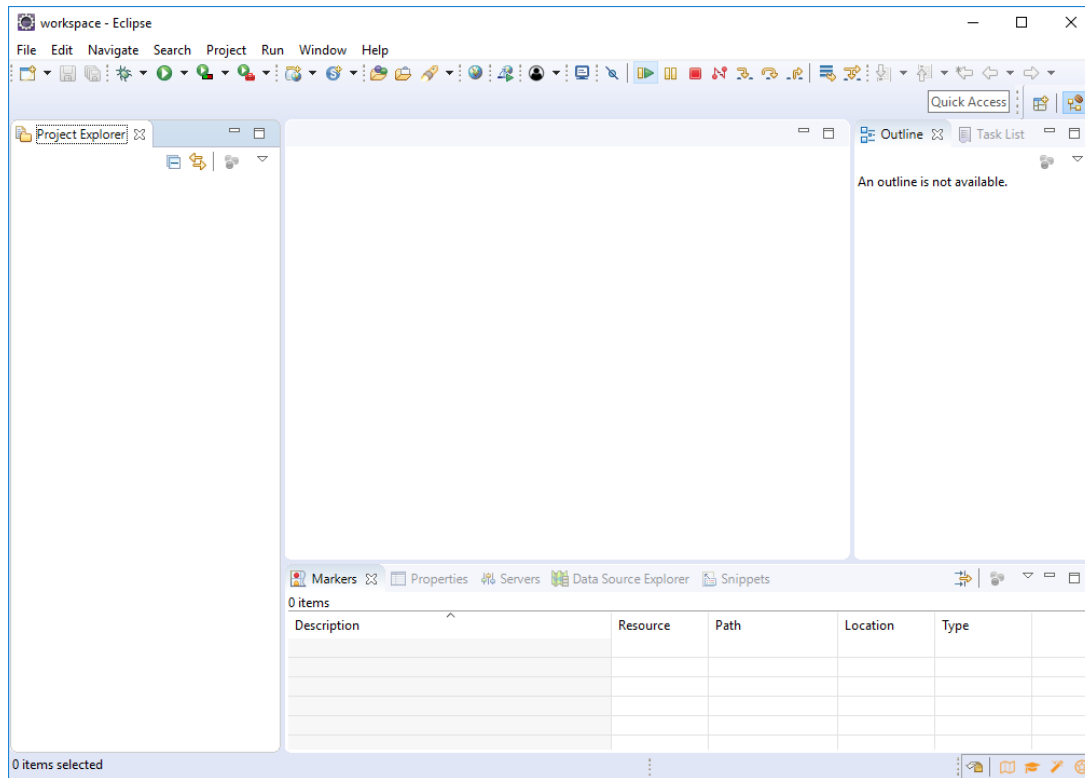 workspace - Eclipse
File Edit Navigate Search Project Run Window Help
Quick Access
Project Explorer
Outline Task List
An outline is not available.
Markers Properties Servers Data Source Explorer Snippets
0 items
Description Resource Path Location Type
0 items selected